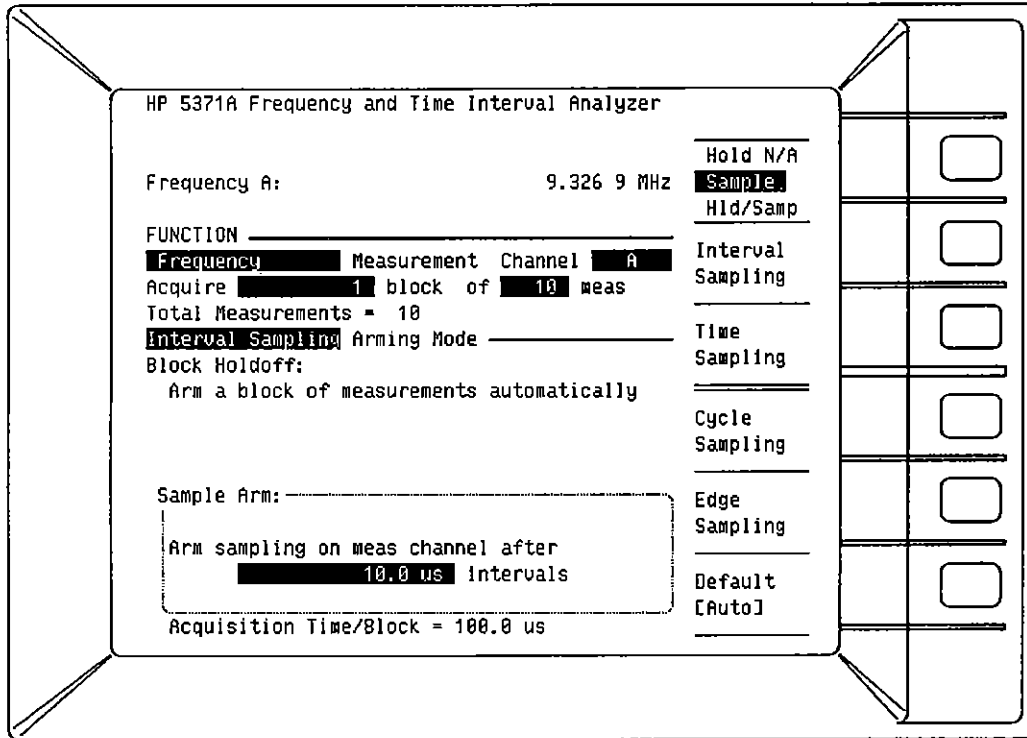 HP 5371A Frequency and Time Interval Analyzer
Frequency A: 9.326 9 MHz
FUNCTION
Frequency Measurement Channel A
Acquire 1 block of 10 meas
Total Measurements = 10
Interval Sampling Arming Mode
Block Holdoff:
Arm a block of measurements automatically
Sample Arm:
Arm sampling on meas channel after
10.0 us intervals
Acquisition Time/Block = 100.0 us
Hold N/A
Sample
Hld/Samp
Interval
Sampling
Time
Sampling
Cycle
Sampling
Edge
Sampling
Default
[Auto]